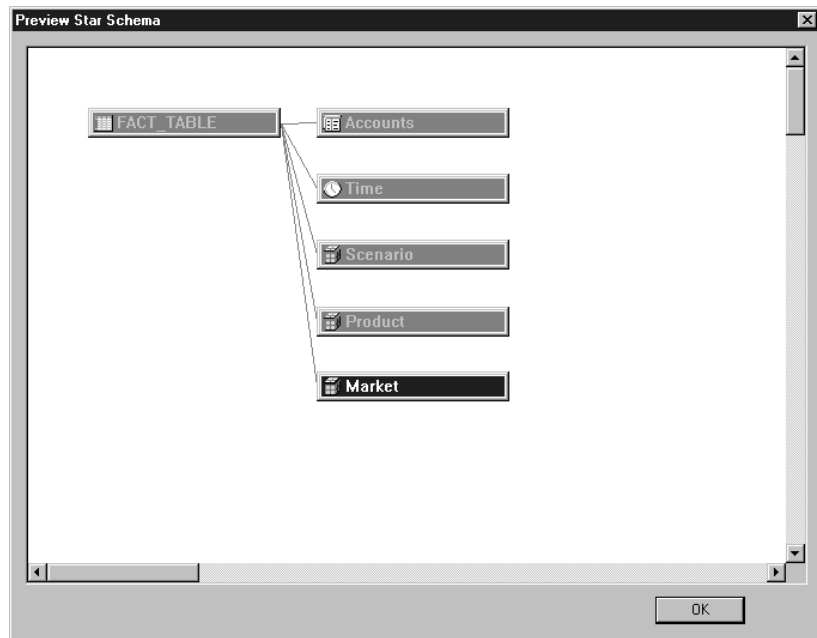 Preview Star Schema
FACT_TABLE
Accounts
Time
Scenario
Product
Market
OK